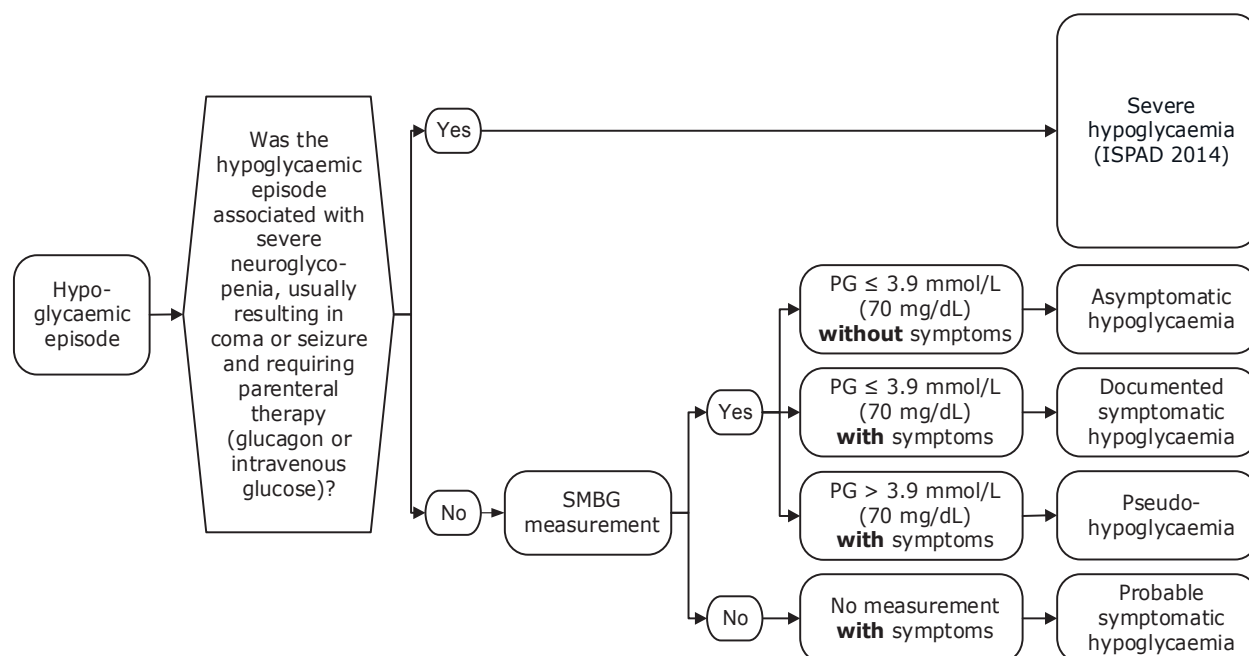 Hypo-
glycaemic
episode
Was the
hypoglycaemic
episode
associated with
severe
neuroglyco-
penia, usually
resulting in
coma or seizure
and requiring
parenteral
therapy
(glucagon or
intravenous
glucose)?
Yes
Severe
hypoglycaemia
(ISPAD 2014)
No
SMBG
measurement
Yes
PG ≤ 3.9 mmol/L
(70 mg/dL)
without symptoms
Asymptomatic
hypoglycaemia
PG ≤ 3.9 mmol/L
(70 mg/dL)
with symptoms
Documented
symptomatic
hypoglycaemia
PG > 3.9 mmol/L
(70 mg/dL)
with symptoms
Pseudo-
hypoglycaemia
No
No measurement
with symptoms
Probable
symptomatic
hypoglycaemia